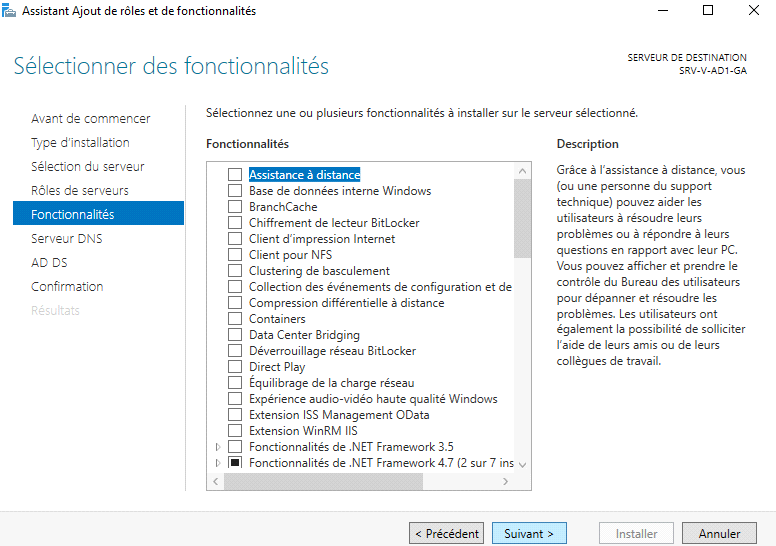 Assistant Ajout de rôles et de fonctionnalités
Sélectionner des fonctionnalités
SERVEUR DE DESTINATION
SRV-V-AD1-GA
Avant de commencer
Type d'installation
Sélection du serveur
Rôles de serveurs
Fonctionnalités
Serveur DNS
AD DS
Confirmation
Résultats
Sélectionnez une ou plusieurs fonctionnalités à installer sur le serveur sélectionné.
Fonctionnalités
Assistance à distance
Base de données interne Windows
BranchCache
Chiffrement de lecteur BitLocker
Client d'impression Internet
Client pour NFS
Clustering de basculement
Collection des événements de configuration et de
Compression différentielle à distance
Containers
Data Center Bridging
Déverrouillage réseau BitLocker
Direct Play
Équilibrage de la charge réseau
Expérience audio-vidéo haute qualité Windows
Extension ISS Management OData
Extension WinRM IIS
Fonctionnalités de .NET Framework 3.5
Fonctionnalités de .NET Framework 4.7 (2 sur 7 ins
Description
Grâce à l'assistance à distance, vous
(ou une personne du support
technique) pouvez aider les
utilisateurs à résoudre leurs
problèmes ou à répondre à leurs
questions en rapport avec leur PC.
Vous pouvez afficher et prendre le
contrôle du Bureau des utilisateurs
pour dépanner et résoudre les
problèmes. Les utilisateurs ont
également la possibilité de solliciter
l'aide de leurs amis ou de leurs
collègues de travail.
< Précédent
Suivant >
Installer
Annuler